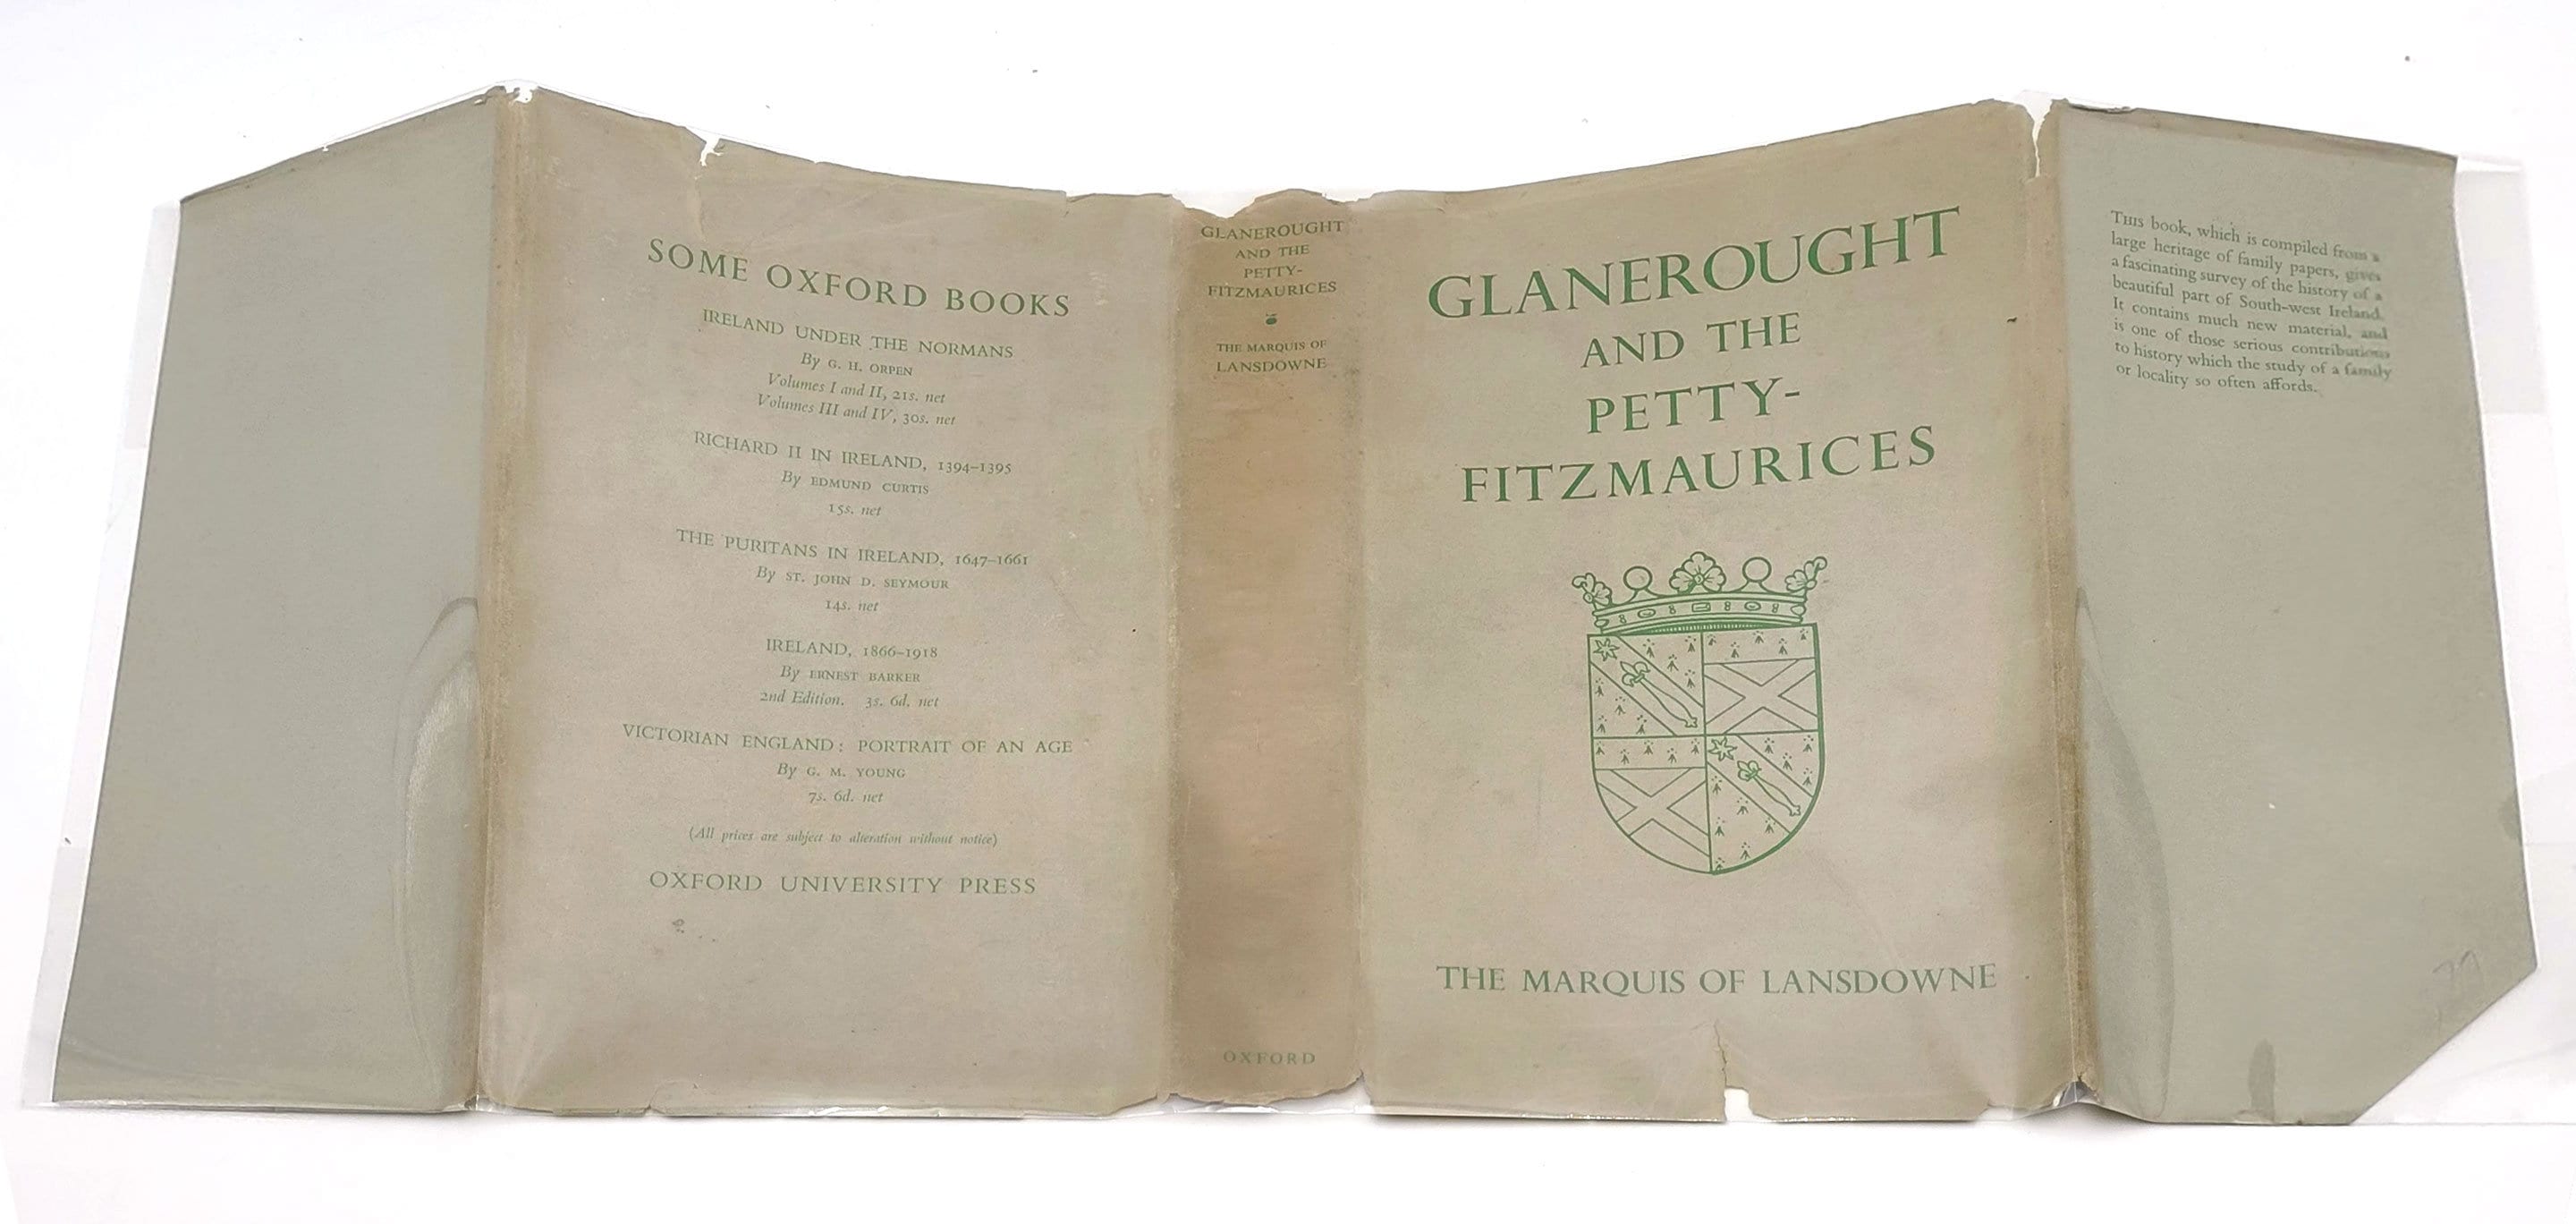 SOME OXFORD BOOKS
IRELAND UNDER THE NORMANS
By G. H. ORPEN
Volumes I and II, 21s. net
Volumes III and IV, 30s. net
RICHARD II IN IRELAND, 1394–1395
By EDMUND CURTIS
15s. net
THE PURITANS IN IRELAND, 1647–1661
By ST. JOHN D. SEYMOUR
14s. net
IRELAND, 1866–1918
By ERNEST BARKER
2nd Edition. 3s. 6d. net
VICTORIAN ENGLAND: PORTRAIT OF AN AGE
By G. M. YOUNG
7s. 6d. net
(All prices are subject to alteration without notice)
OXFORD UNIVERSITY PRESS
GLANEROUGHT
AND THE
PETTY-
FITZMAURICES
THE MARQUIS OF
LANSDOWNE
OXFORD
GLANEROUGHT
AND THE
PETTY-
FITZMAURICES
THE MARQUIS OF LANSDOWNE
THIS book, which is compiled from a
large heritage of family papers, gives
a fascinating survey of the history of a
beautiful part of South-west Ireland.
It contains much new material, and
is one of those serious contributions
to history which the study of a family
or locality so often affords.